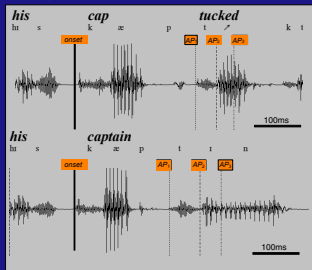 his cap tucked
hɪ s k æ p t ↗ k t
onset AP₁ AP₂ AP₃
100ms
his captain
hɪ s k æ p t ɪ n
onset AP₁ AP₂ AP₃
100ms